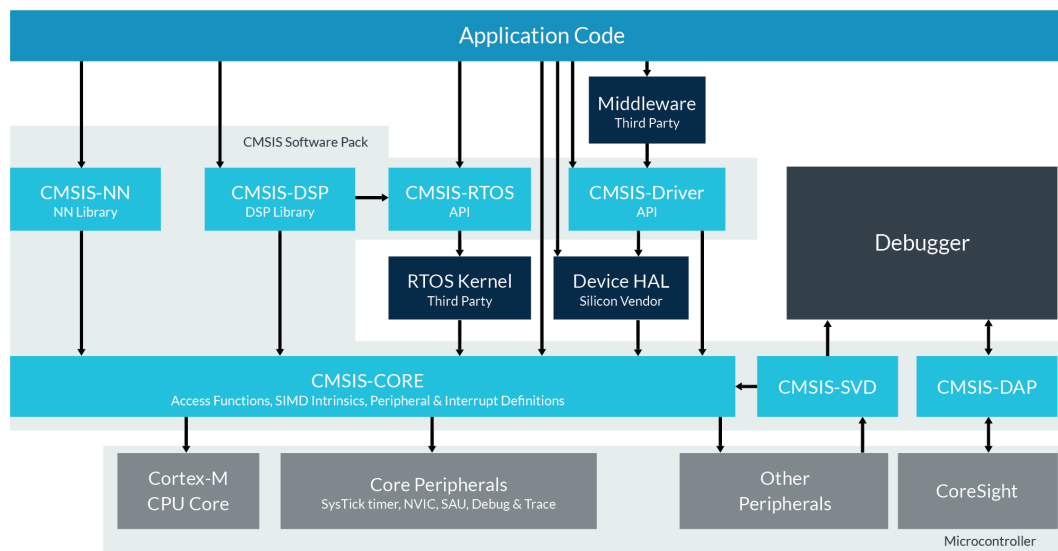 Application Code
Middleware
Third Party
CMSIS Software Pack
CMSIS-NN
NN Library
CMSIS-DSP
DSP Library
CMSIS-RTOS
API
CMSIS-Driver
API
Debugger
RTOS Kernel
Third Party
Device HAL
Silicon Vendor
CMSIS-CORE
Access Functions, SIMD Intrinsics, Peripheral & Interrupt Definitions
CMSIS-SVD
CMSIS-DAP
Cortex-M
CPU Core
Core Peripherals
SysTick timer, NVIC, SAU, Debug & Trace
Other
Peripherals
CoreSight
Microcontroller